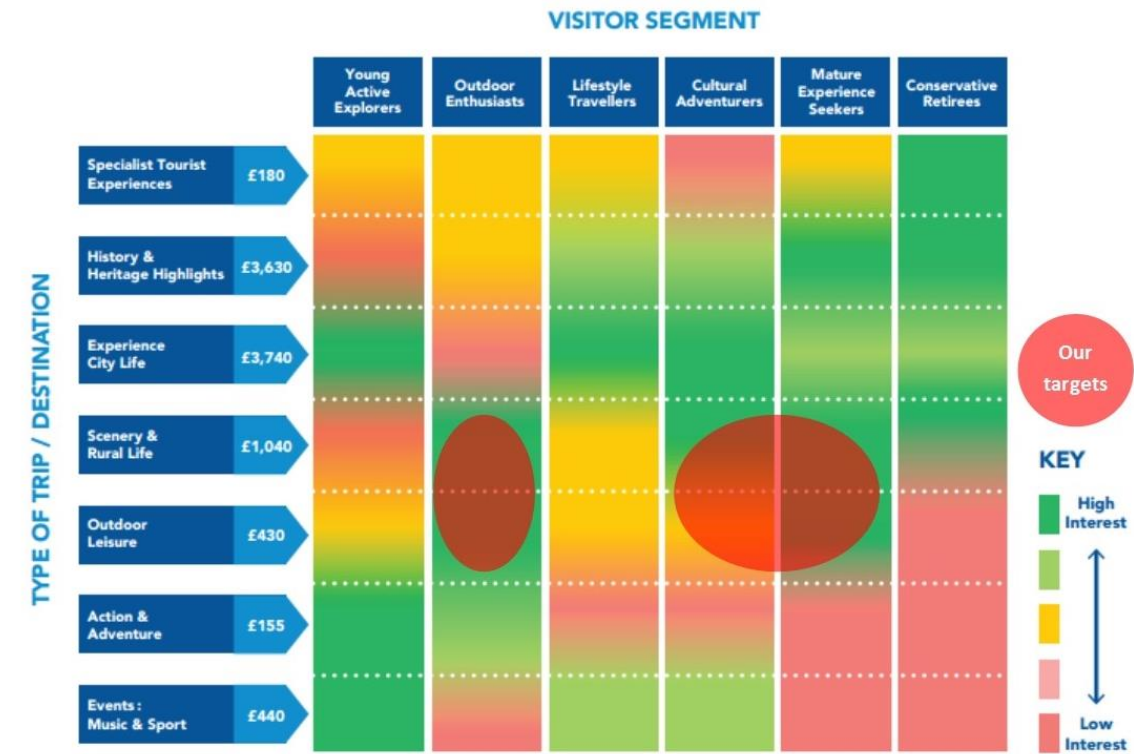 VISITOR SEGMENT
Young
Active
Explorers
Outdoor
Enthusiasts
Lifestyle
Travellers
Cultural
Adventurers
Mature
Experience
Seekers
Conservative
Retirees
TYPE OF TRIP / DESTINATION
Specialist Tourist
Experiences
£180
History &
Heritage Highlights
£3,630
Experience
City Life
£3,740
Scenery &
Rural Life
£1,040
Outdoor
Leisure
£430
Action &
Adventure
£155
Events:
Music & Sport
£440
Our
targets
KEY
High
Interest
Low
Interest